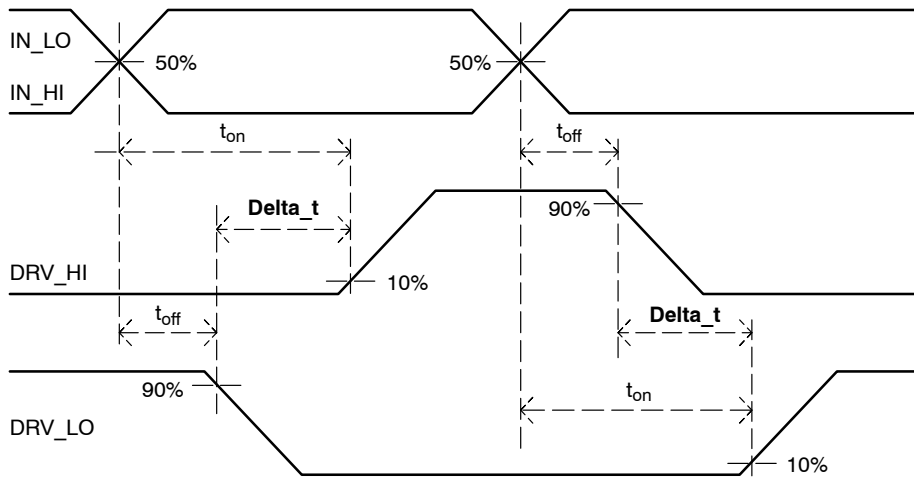 IN_LO
50%
50%
IN_HI
t_on
t_off
Delta_t
90%
DRV_HI
10%
t_off
Delta_t
90%
t_on
DRV_LO
10%